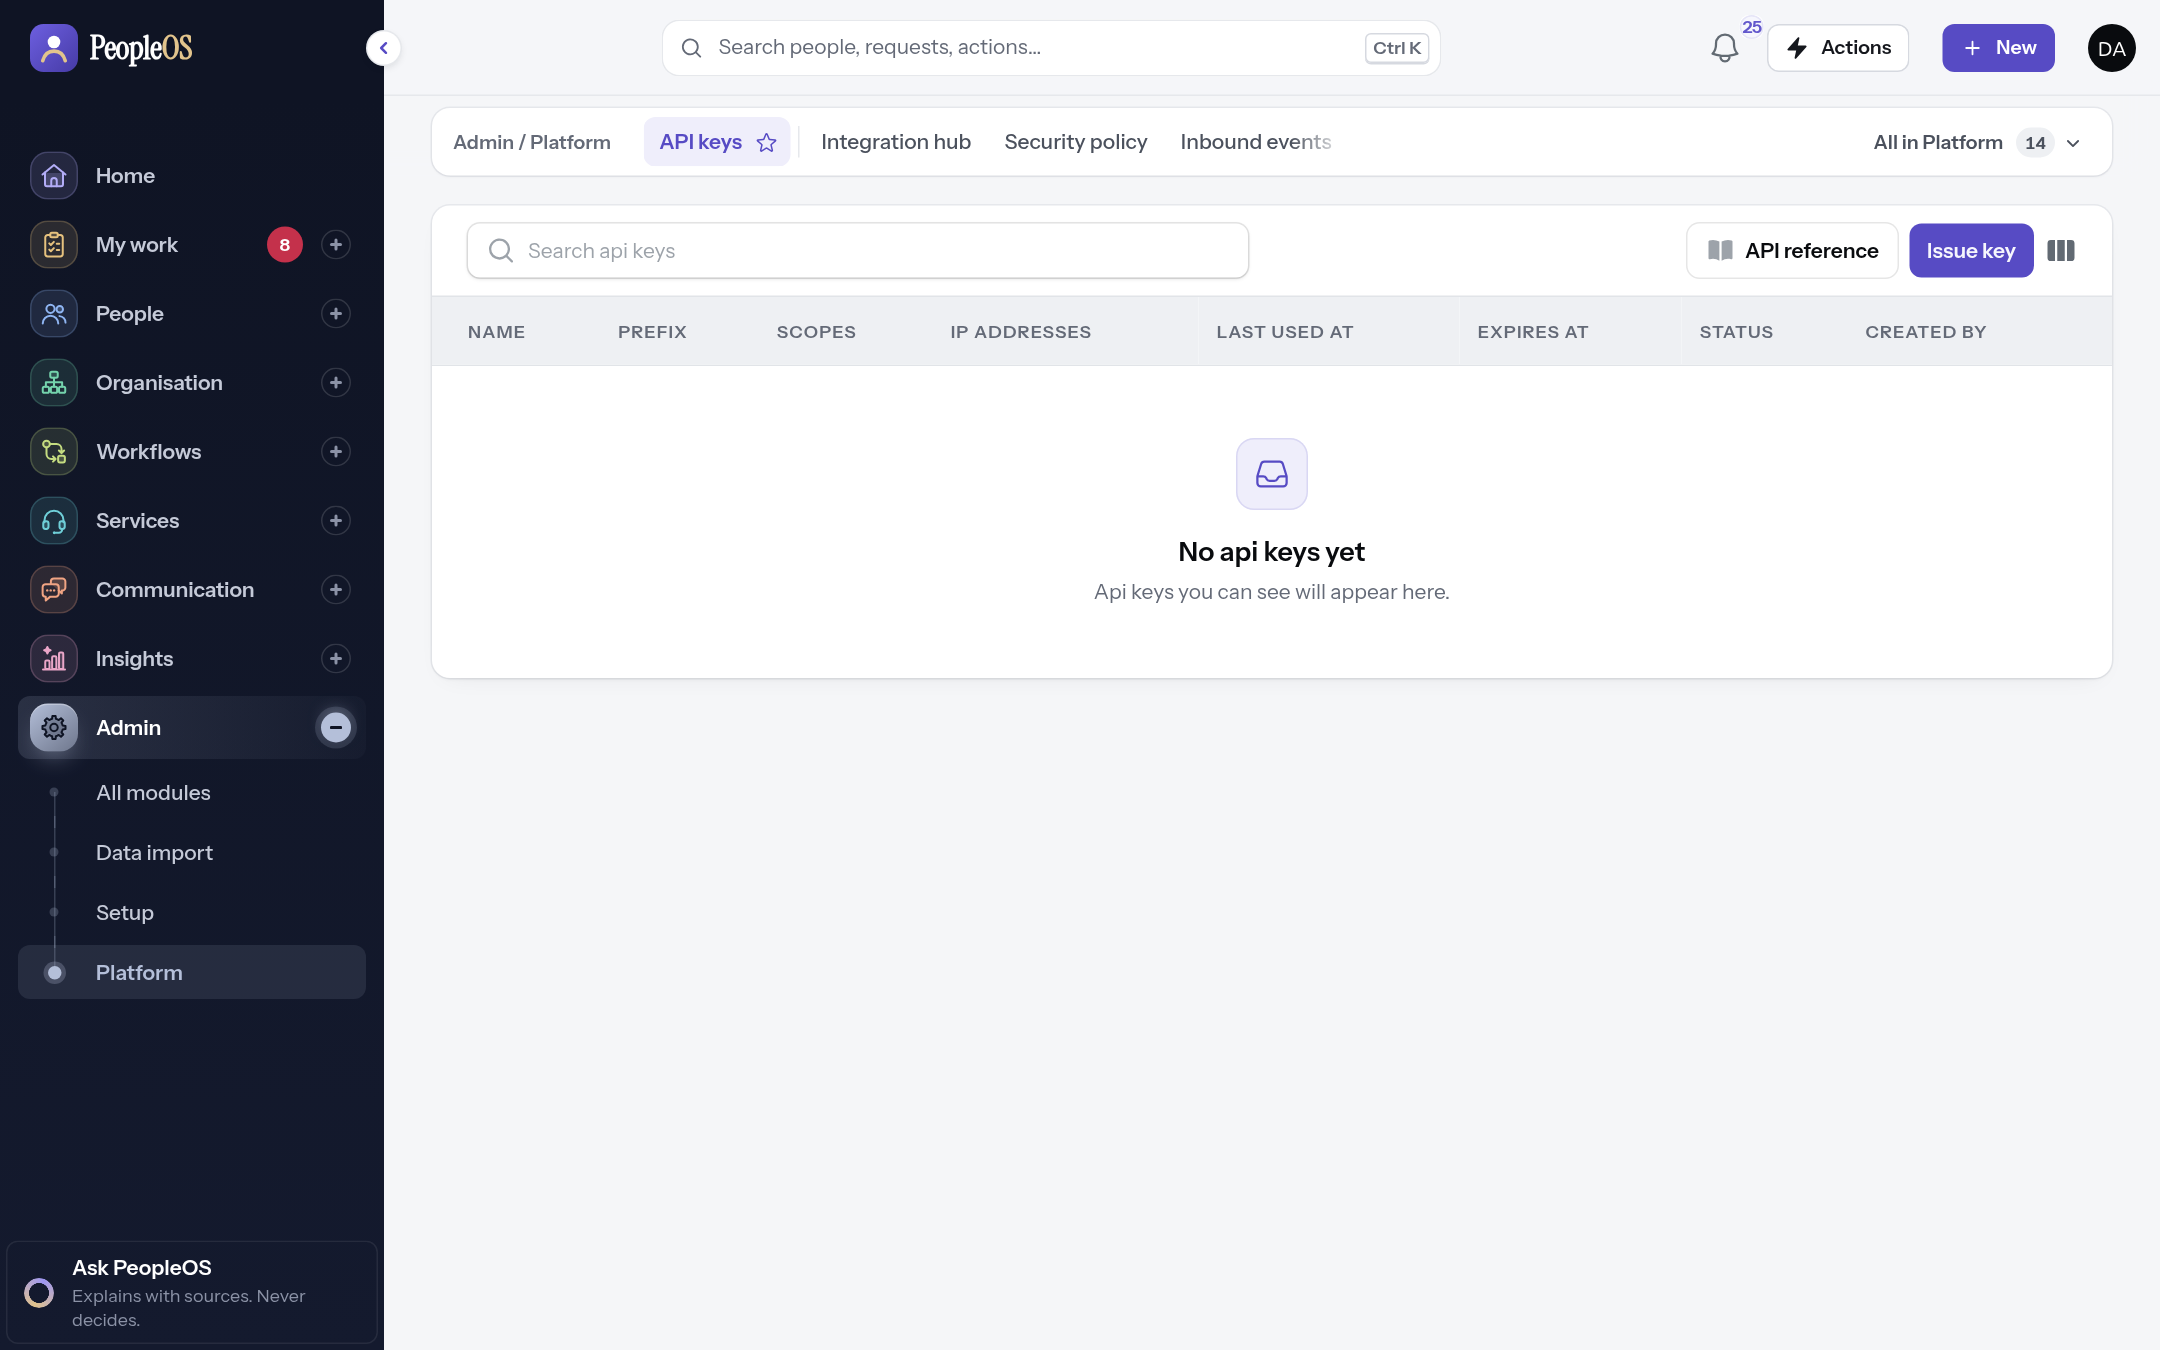 PeopleOS
Search people, requests, actions...
Ctrl K
25
Actions
New
DA
Home
My work
8
People
Organisation
Workflows
Services
Communication
Insights
Admin
All modules
Data import
Setup
Platform
Ask PeopleOS
Explains with sources. Never
decides.
Admin / Platform
API keys
Integration hub
Security policy
Inbound events
All in Platform
14
Search api keys
API reference
Issue key
NAME
PREFIX
SCOPES
IP ADDRESSES
LAST USED AT
EXPIRES AT
STATUS
CREATED BY
No api keys yet
Api keys you can see will appear here.